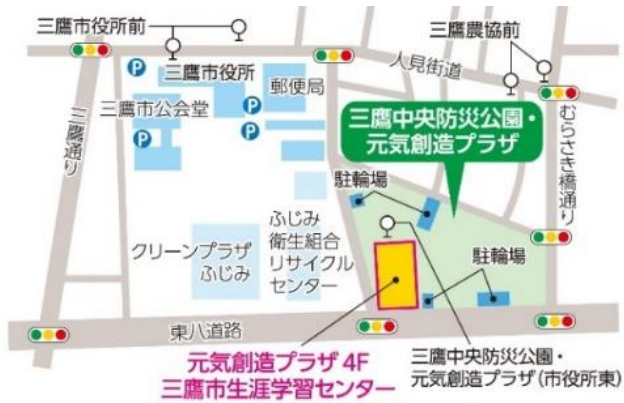 三鷹市役所前
三鷹市役所
郵便局
三鷹市公会堂
三鷹通り
人見街道
三鷹農協前
むらさき橋通り
三鷹中央防災公園・
元気創造プラザ
駐輪場
駐輪場
クリーンプラザ
ふじみ
ふじみ
衛生組合
リサイクル
センター
東八道路
元気創造プラザ 4F
三鷹市生涯学習センター
三鷹中央防災公園・
元気創造プラザ(市役所東)
P
P
P
P